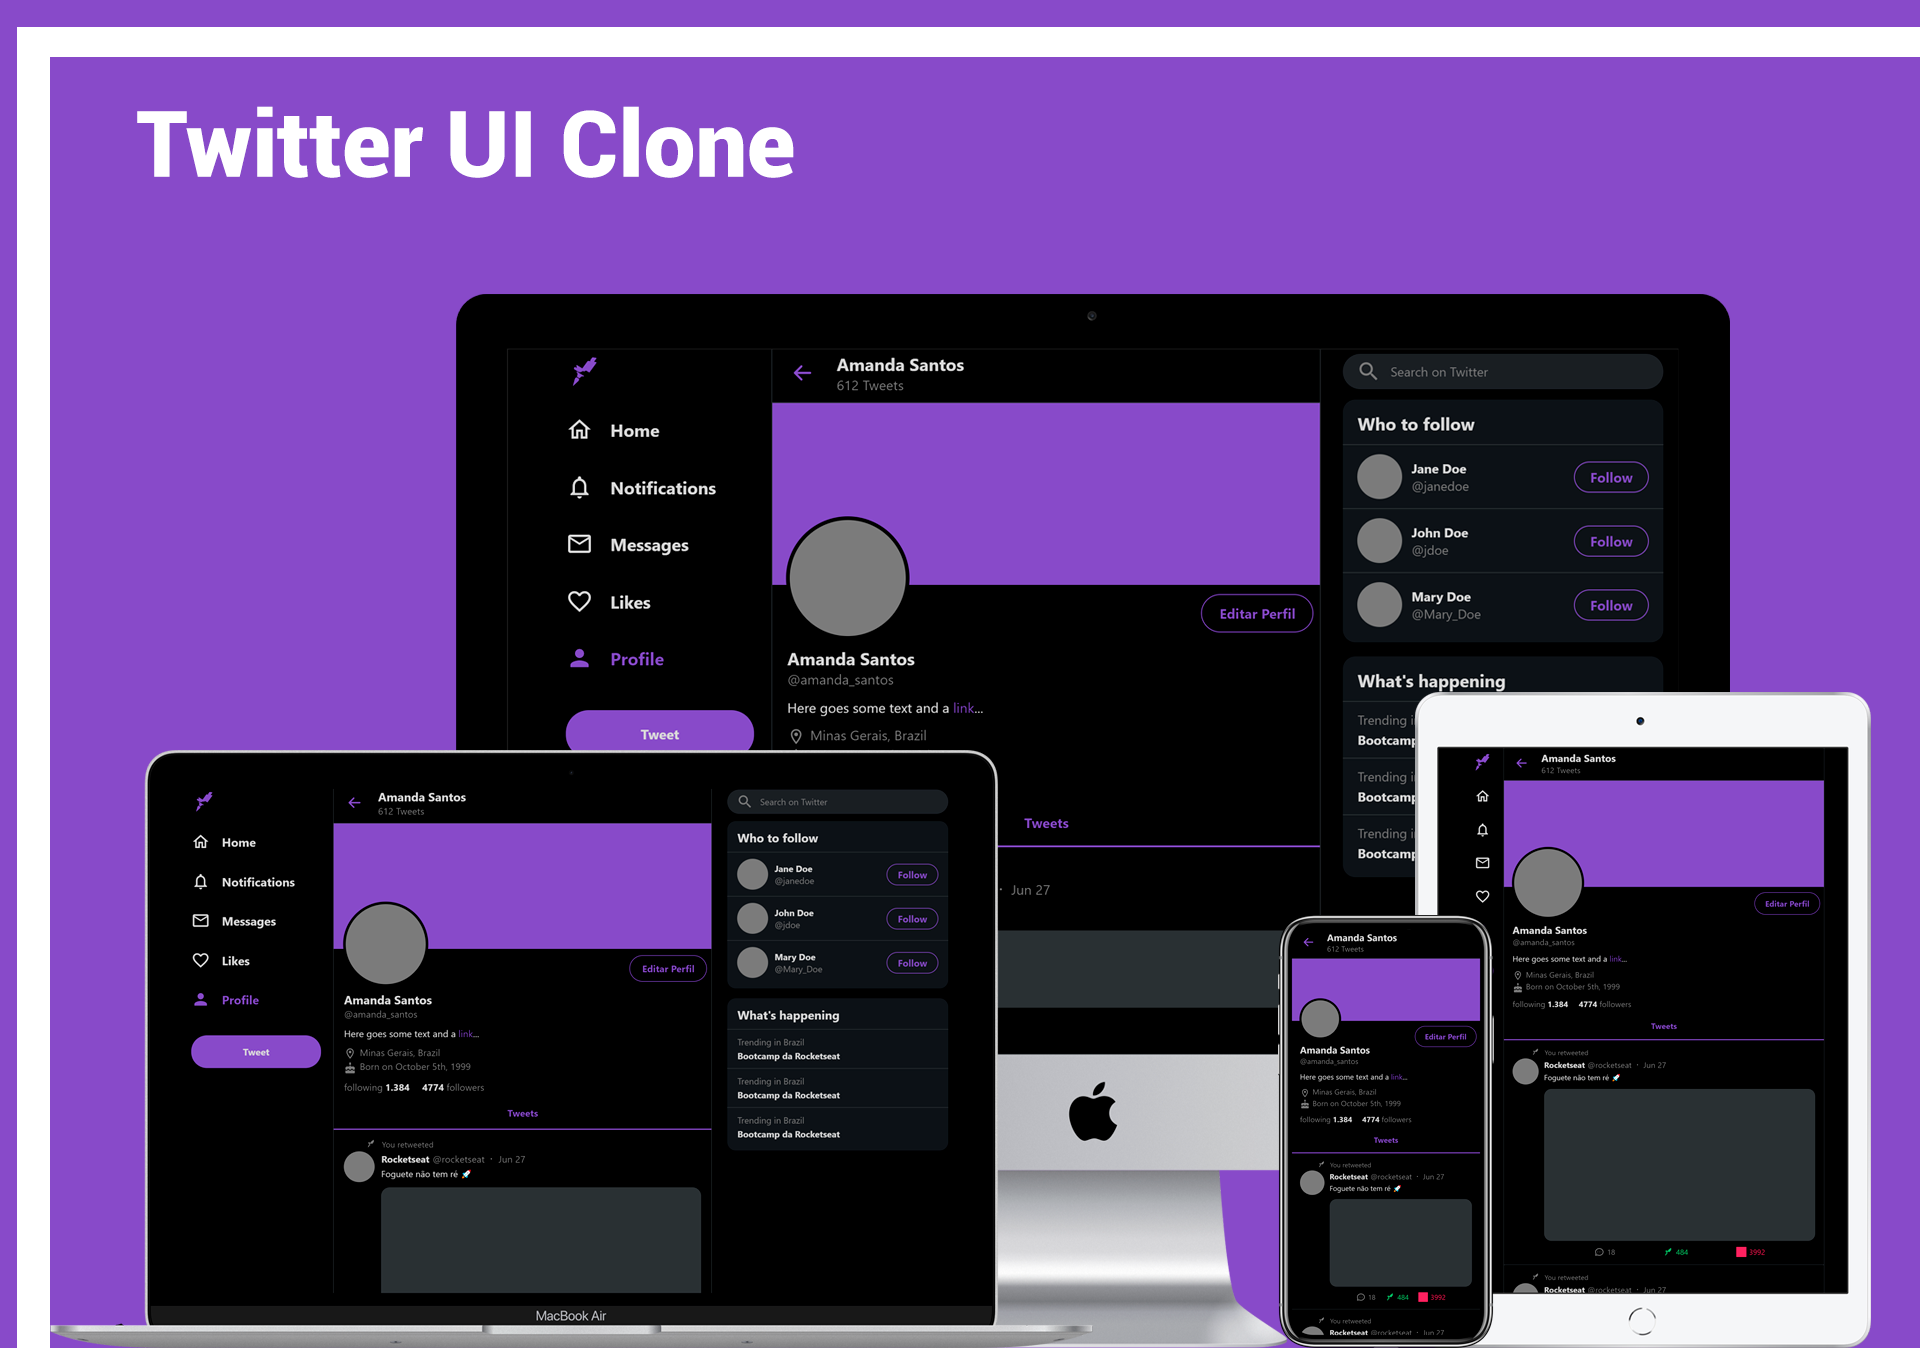 Twitter UI Clone
Home
Notifications
Messages
Likes
Profile
Tweet
Amanda Santos
612 Tweets
Editar Perfil
Amanda Santos
@amanda_santos
Here goes some text and a link...
Minas Gerais, Brazil
Tweets
· Jun 27
Search on Twitter
Who to follow
Jane Doe
@janedoe
Follow
John Doe
@jdoe
Follow
Mary Doe
@Mary_Doe
Follow
What's happening
Trending i
Bootcamp
Trending i
Bootcamp
Trending i
Bootcamp
Home
Notifications
Messages
Likes
Profile
Tweet
Amanda Santos
612 Tweets
Editar Perfil
Amanda Santos
@amanda_santos
Here goes some text and a link...
Minas Gerais, Brazil
Born on October 5th, 1999
following 1.384 4774 followers
Tweets
You retweeted
Rocketseat @rocketseat · Jun 27
Foguete não tem ré 🚀
Search on Twitter
Who to follow
Jane Doe
@janedoe
Follow
John Doe
@jdoe
Follow
Mary Doe
@Mary_Doe
Follow
What's happening
Trending in Brazil
Bootcamp da Rocketseat
Trending in Brazil
Bootcamp da Rocketseat
Trending in Brazil
Bootcamp da Rocketseat
MacBook Air
Amanda Santos
612 Tweets
Editar Perfil
Amanda Santos
@amanda_santos
Here goes some text and a link...
Minas Gerais, Brazil
Born on October 5th, 1999
following 1.384 4774 followers
Tweets
You retweeted
Rocketseat @rocketseat · Jun 27
Foguete não tem ré 🚀
18 484 3992
You retweeted
Rocketseat @rocketseat · Jun 27
Amanda Santos
612 Tweets
Editar Perfil
Amanda Santos
@amanda_santos
Here goes some text and a link...
Minas Gerais, Brazil
Born on October 5th, 1999
following 1.384 4774 followers
Tweets
You retweeted
Rocketseat @rocketseat · Jun 27
Foguete não tem ré 🚀
18 484 3992
You retweeted
Rocketseat @rocketseat · Jun 27